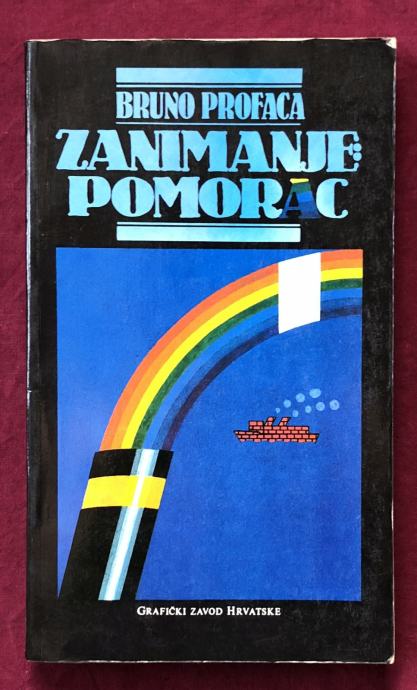 BRUNO PROFACA
ZANIMANJE:
POMORAC
GRAFIČKI ZAVOD HRVATSKE